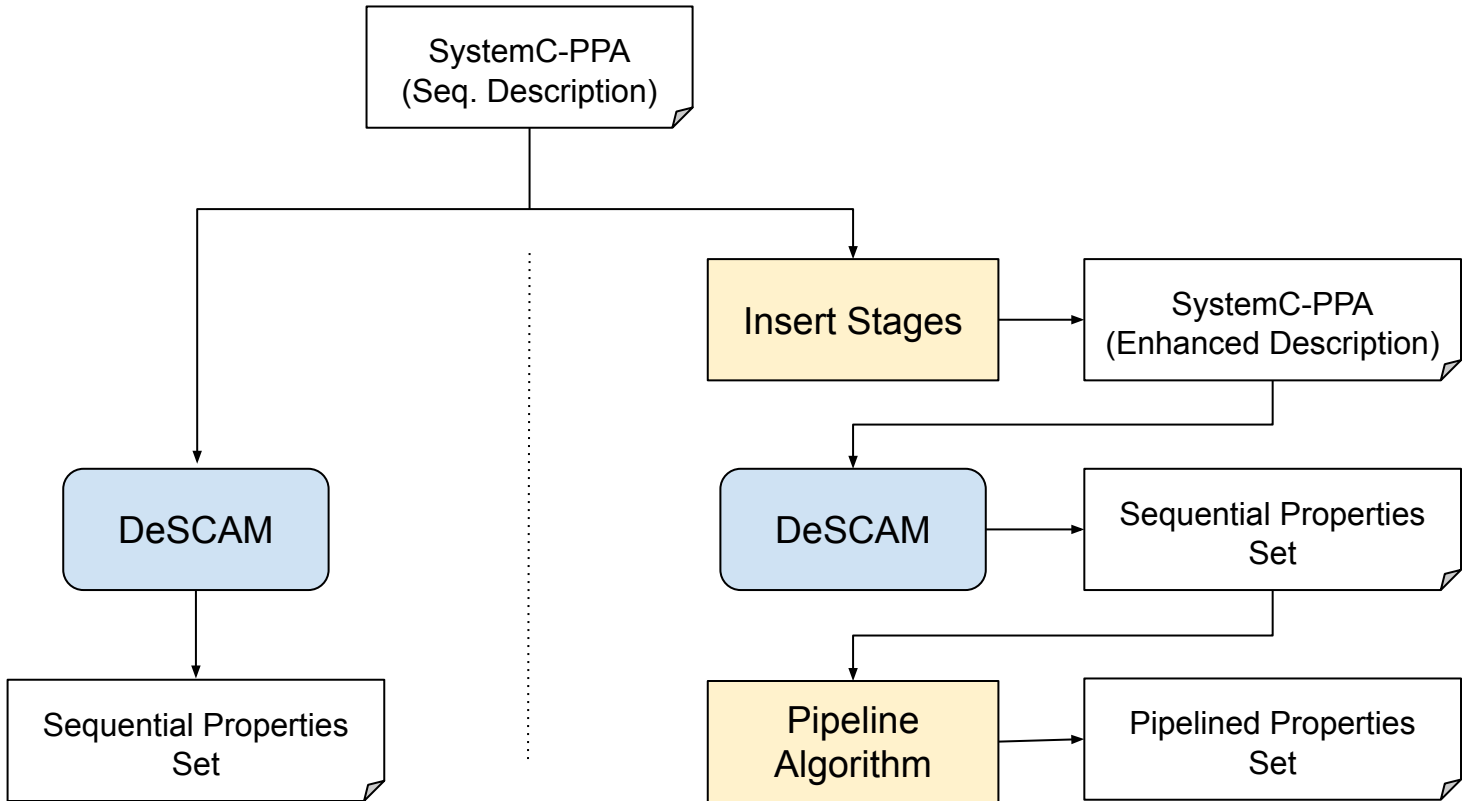 SystemC-PPA
(Seq. Description)
Insert Stages
SystemC-PPA
(Enhanced Description)
DeSCAM
DeSCAM
Sequential Properties
Set
Sequential Properties
Set
Pipeline
Algorithm
Pipelined Properties
Set